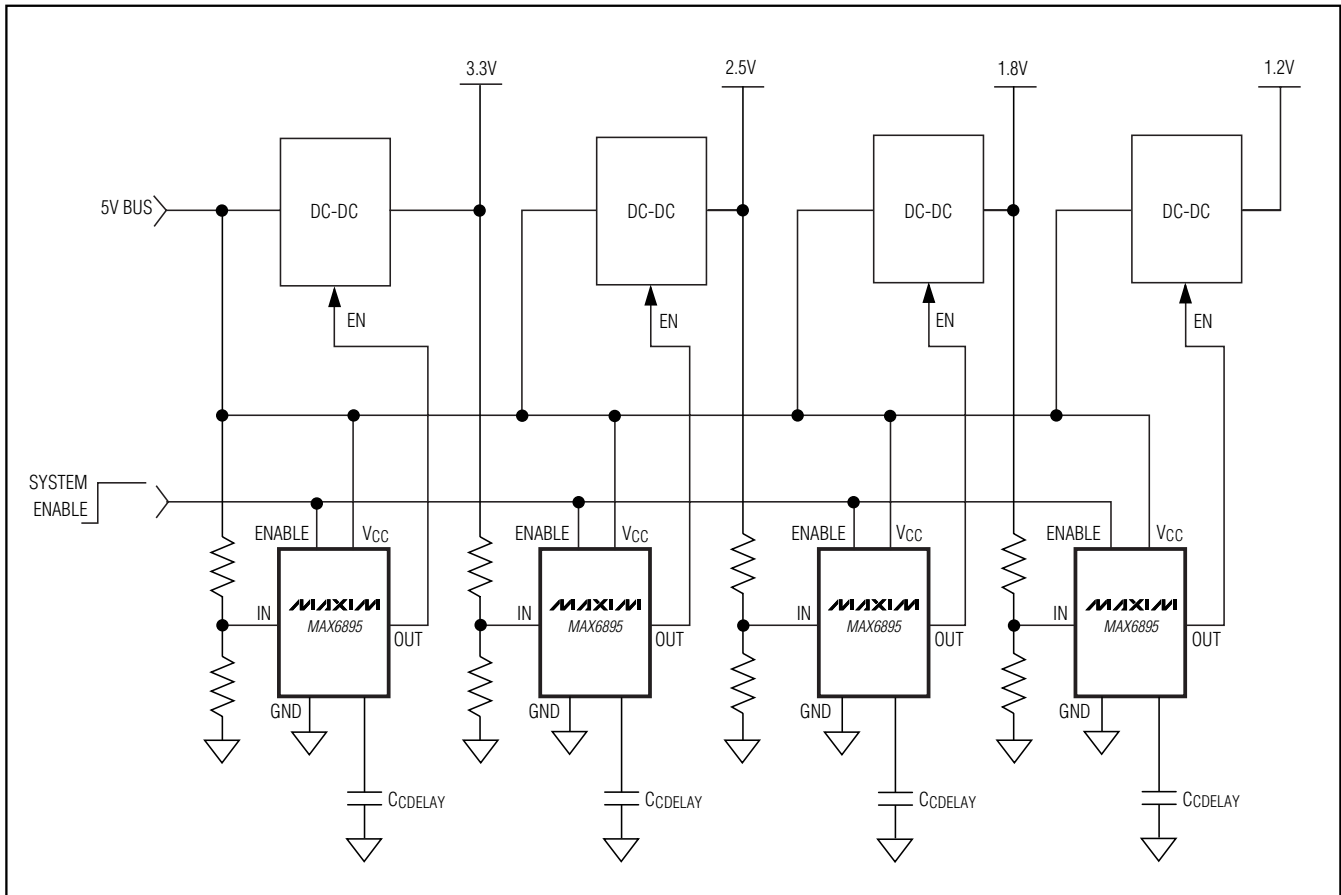 3.3V
2.5V
1.8V
1.2V
5V BUS
DC-DC
DC-DC
DC-DC
DC-DC
EN
EN
EN
EN
SYSTEM
ENABLE
ENABLE
VCC
ENABLE
VCC
ENABLE
VCC
ENABLE
VCC
IN
MAXIM
MAX6895
OUT
IN
MAXIM
MAX6895
OUT
IN
MAXIM
MAX6895
OUT
IN
MAXIM
MAX6895
OUT
GND
GND
GND
GND
CCDELAY
CCDELAY
CCDELAY
CCDELAY